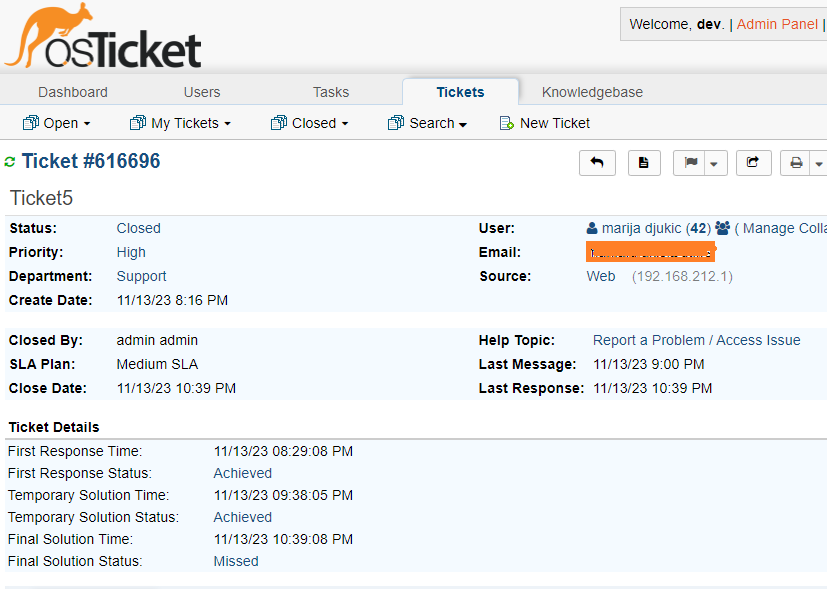 osTicket
Welcome, dev. | Admin Panel |
Dashboard Users Tasks Tickets Knowledgebase
Open My Tickets Closed Search New Ticket
Ticket #616696
Ticket5
Status: Closed User: marija djukic (42) ( Manage Colla
Priority: High Email:
Department: Support Source: Web (192.168.212.1)
Create Date: 11/13/23 8:16 PM
Closed By: admin admin Help Topic: Report a Problem / Access Issue
SLA Plan: Medium SLA Last Message: 11/13/23 9:00 PM
Close Date: 11/13/23 10:39 PM Last Response: 11/13/23 10:39 PM
Ticket Details
First Response Time: 11/13/23 08:29:08 PM
First Response Status: Achieved
Temporary Solution Time: 11/13/23 09:38:05 PM
Temporary Solution Status: Achieved
Final Solution Time: 11/13/23 10:39:08 PM
Final Solution Status: Missed